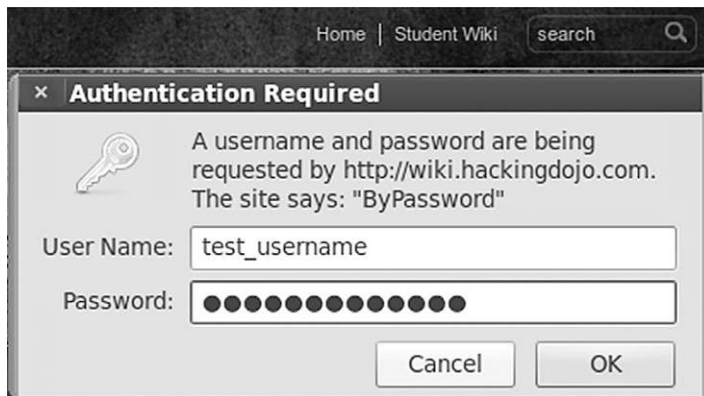 Home | Student Wiki search
× Authentication Required
A username and password are being
requested by http://wiki.hackingdojo.com.
The site says: "ByPassword"
User Name: test_username
Password: ●●●●●●●●●●●●●
Cancel OK